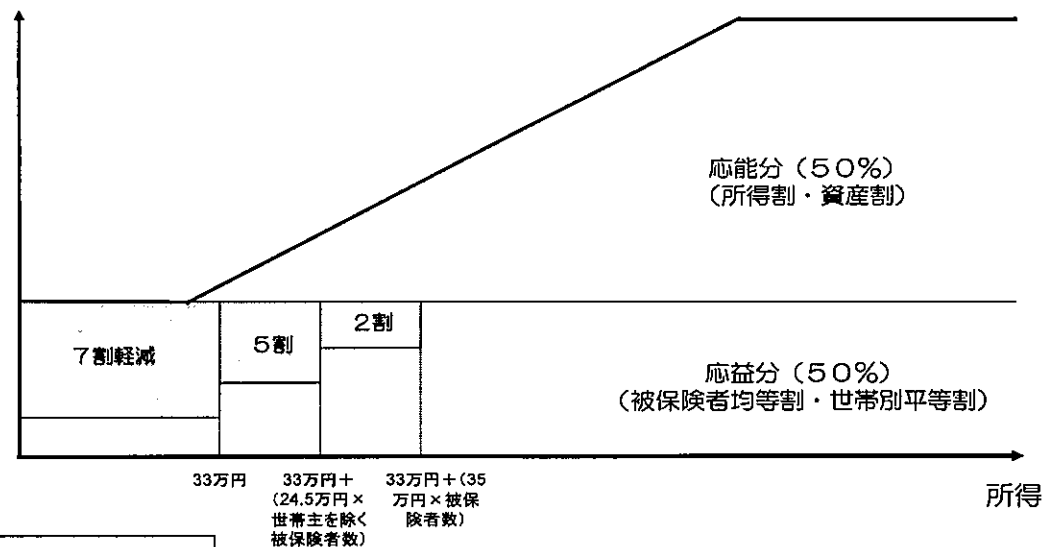 応能分(50%)
(所得割・資産割)
7割軽減
5割
2割
応益分(50%)
(被保険者均等割・世帯別平等割)
33万円
33万円+
(24.5万円×
世帯主を除く
被保険者数)
33万円+(35
万円×被保
険者数)
所得